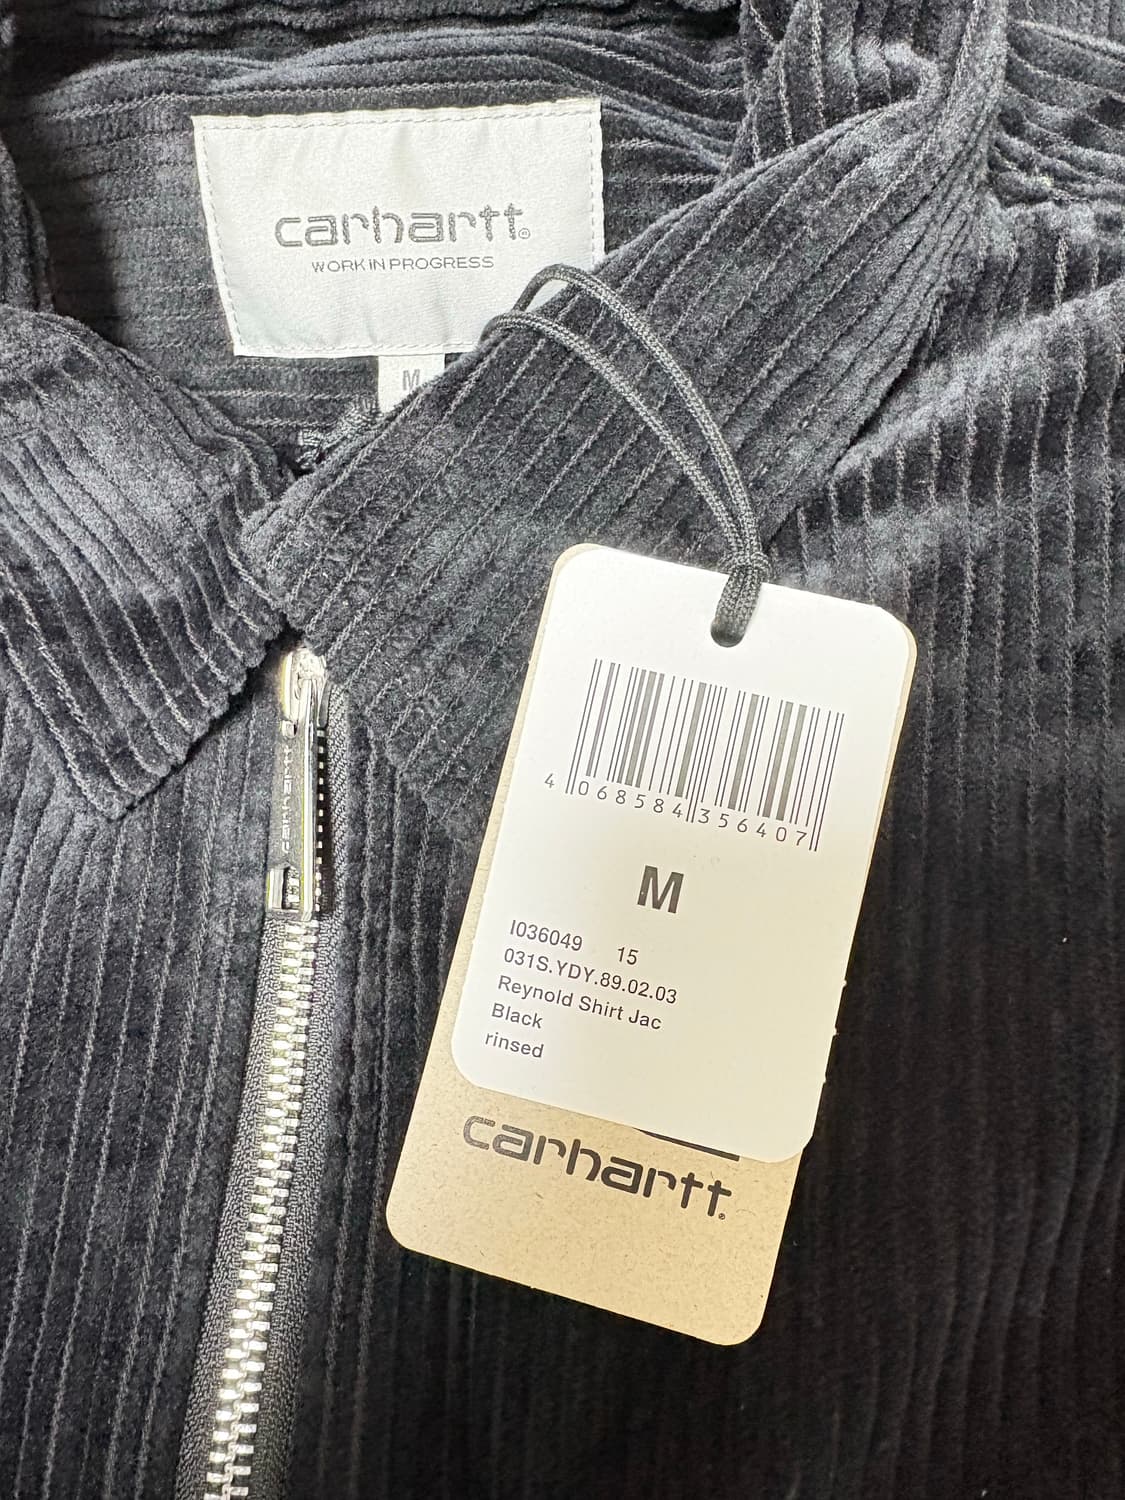 carhartt®
WORK IN PROGRESS
M
carhartt
4 068584 356407
M
I036049 15
031S.YDY.89.02.03
Reynold Shirt Jac
Black
rinsed
carhartt®